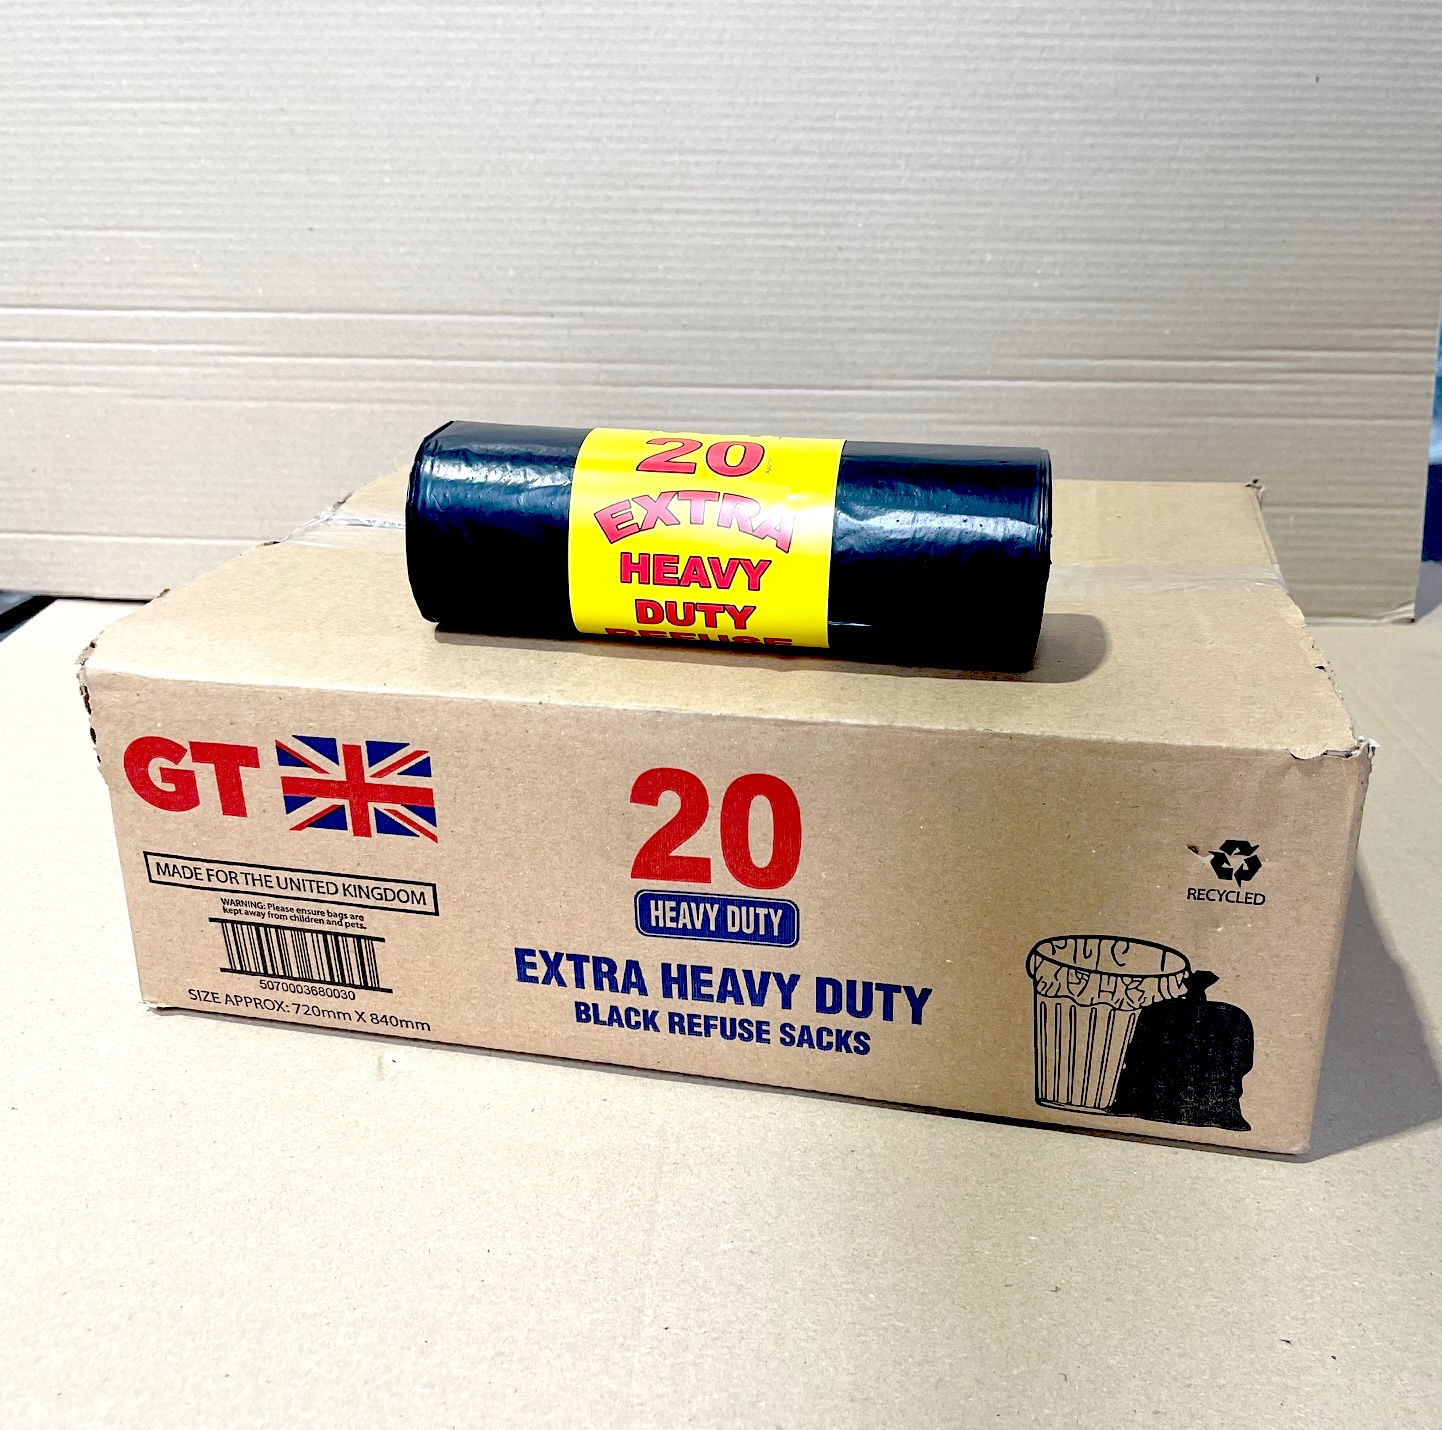 20
EXTRA
HEAVY
DUTY
REFUSE
GT
MADE FOR THE UNITED KINGDOM
WARNING: Please ensure bags are
kept away from children and pets.
5070003680030
SIZE APPROX: 720mm X 840mm
20
HEAVY DUTY
EXTRA HEAVY DUTY
BLACK REFUSE SACKS
RECYCLED